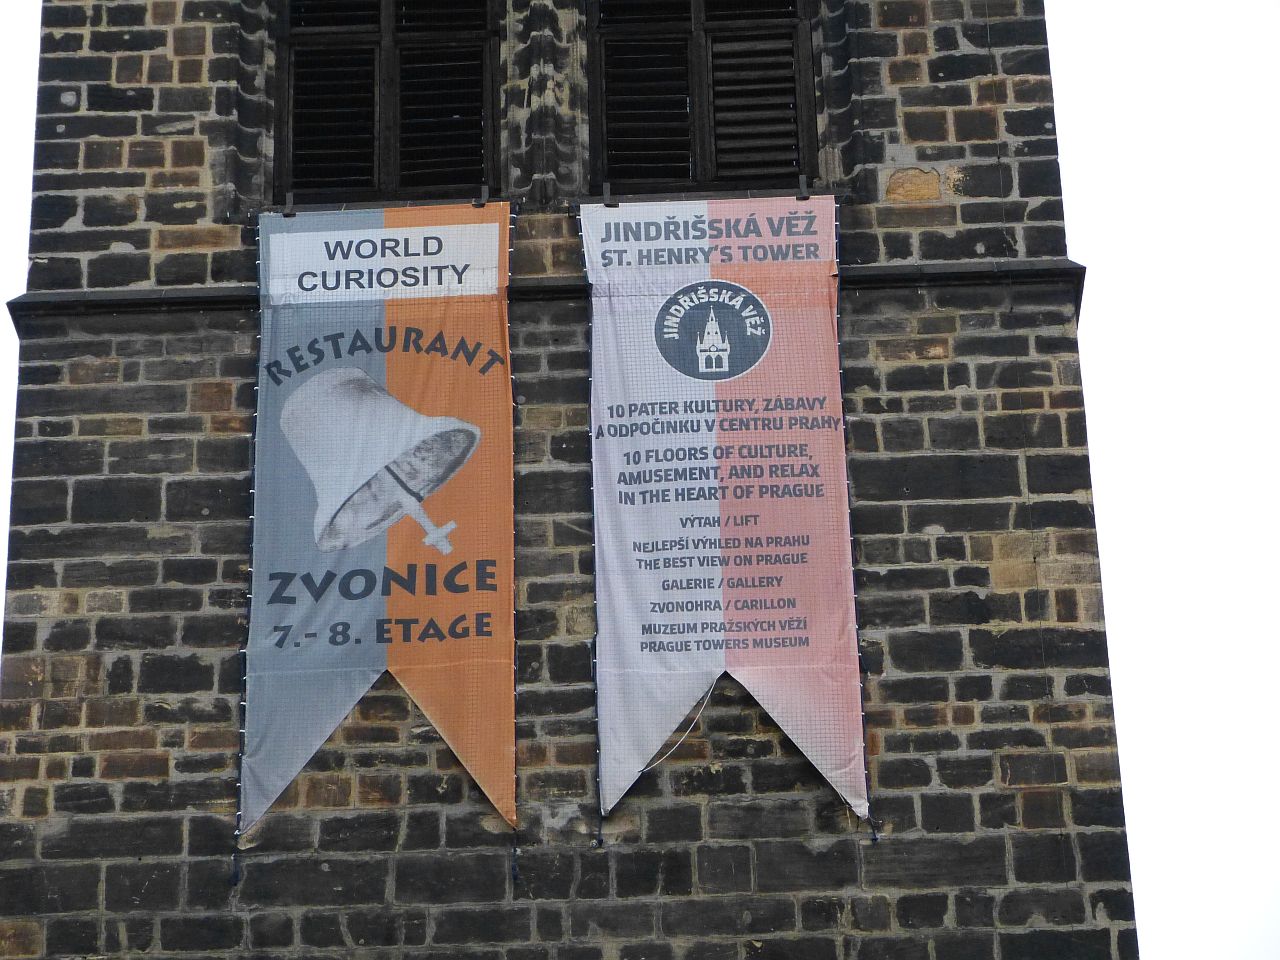 WORLD
CURIOSITY
RESTAURANT
ZVONICE
7.- 8. ETAGE
JINDŘIŠSKÁ VĚŽ
ST. HENRY'S TOWER
JINDŘIŠSKÁ VĚŽ
10 PATER KULTURY, ZÁBAVY
A ODPOČINKU V CENTRU PRAHY
10 FLOORS OF CULTURE,
AMUSEMENT, AND RELAX
IN THE HEART OF PRAGUE
VÝTAH / LIFT
NEJLEPŠÍ VÝHLED NA PRAHU
THE BEST VIEW ON PRAGUE
GALERIE / GALLERY
ZVONOHRA / CARILLON
MUZEUM PRAŽSKÝCH VĚŽÍ
PRAGUE TOWERS MUSEUM